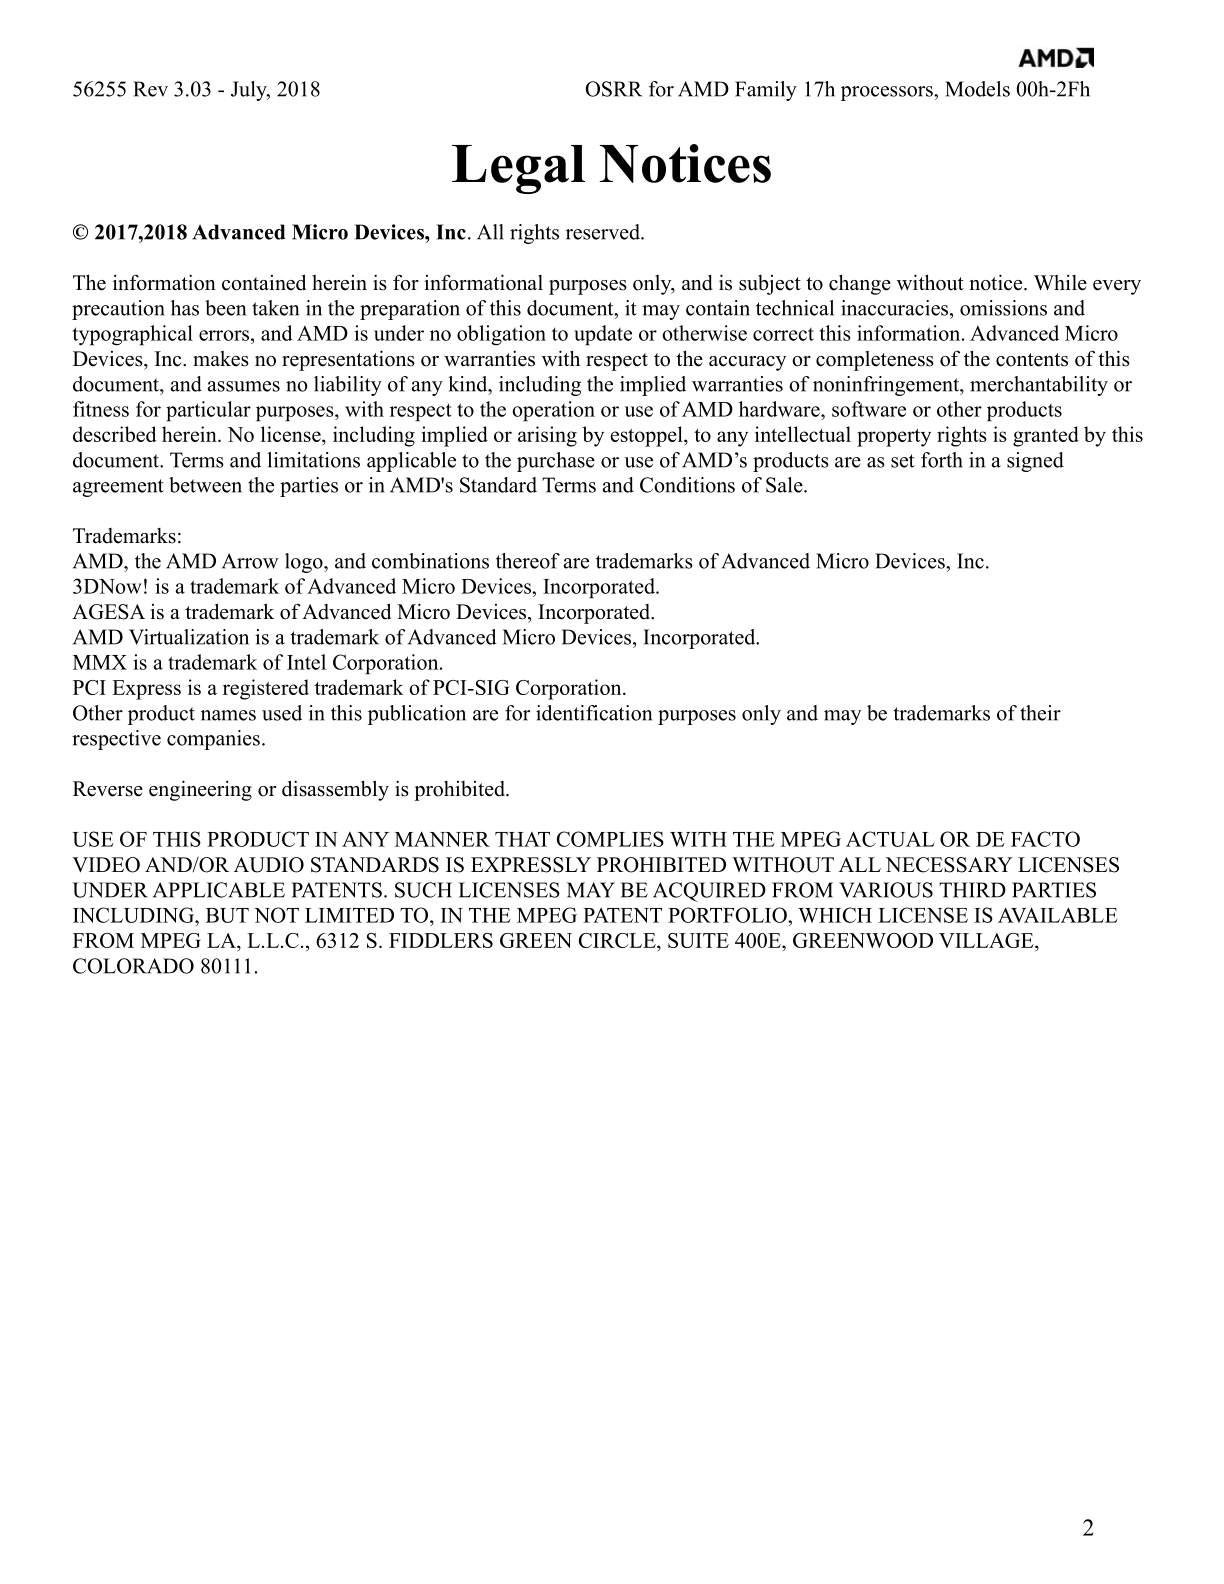 AMD
56255 Rev 3.03 - July, 2018 OSRR for AMD Family 17h processors, Models 00h-2Fh
Legal Notices
© 2017,2018 Advanced Micro Devices, Inc. All rights reserved.
The information contained herein is for informational purposes only, and is subject to change without notice. While every
precaution has been taken in the preparation of this document, it may contain technical inaccuracies, omissions and
typographical errors, and AMD is under no obligation to update or otherwise correct this information. Advanced Micro
Devices, Inc. makes no representations or warranties with respect to the accuracy or completeness of the contents of this
document, and assumes no liability of any kind, including the implied warranties of noninfringement, merchantability or
fitness for particular purposes, with respect to the operation or use of AMD hardware, software or other products
described herein. No license, including implied or arising by estoppel, to any intellectual property rights is granted by this
document. Terms and limitations applicable to the purchase or use of AMD’s products are as set forth in a signed
agreement between the parties or in AMD's Standard Terms and Conditions of Sale.
Trademarks:
AMD, the AMD Arrow logo, and combinations thereof are trademarks of Advanced Micro Devices, Inc.
3DNow! is a trademark of Advanced Micro Devices, Incorporated.
AGESA is a trademark of Advanced Micro Devices, Incorporated.
AMD Virtualization is a trademark of Advanced Micro Devices, Incorporated.
MMX is a trademark of Intel Corporation.
PCI Express is a registered trademark of PCI-SIG Corporation.
Other product names used in this publication are for identification purposes only and may be trademarks of their
respective companies.
Reverse engineering or disassembly is prohibited.
USE OF THIS PRODUCT IN ANY MANNER THAT COMPLIES WITH THE MPEG ACTUAL OR DE FACTO
VIDEO AND/OR AUDIO STANDARDS IS EXPRESSLY PROHIBITED WITHOUT ALL NECESSARY LICENSES
UNDER APPLICABLE PATENTS. SUCH LICENSES MAY BE ACQUIRED FROM VARIOUS THIRD PARTIES
INCLUDING, BUT NOT LIMITED TO, IN THE MPEG PATENT PORTFOLIO, WHICH LICENSE IS AVAILABLE
FROM MPEG LA, L.L.C., 6312 S. FIDDLERS GREEN CIRCLE, SUITE 400E, GREENWOOD VILLAGE,
COLORADO 80111.
2